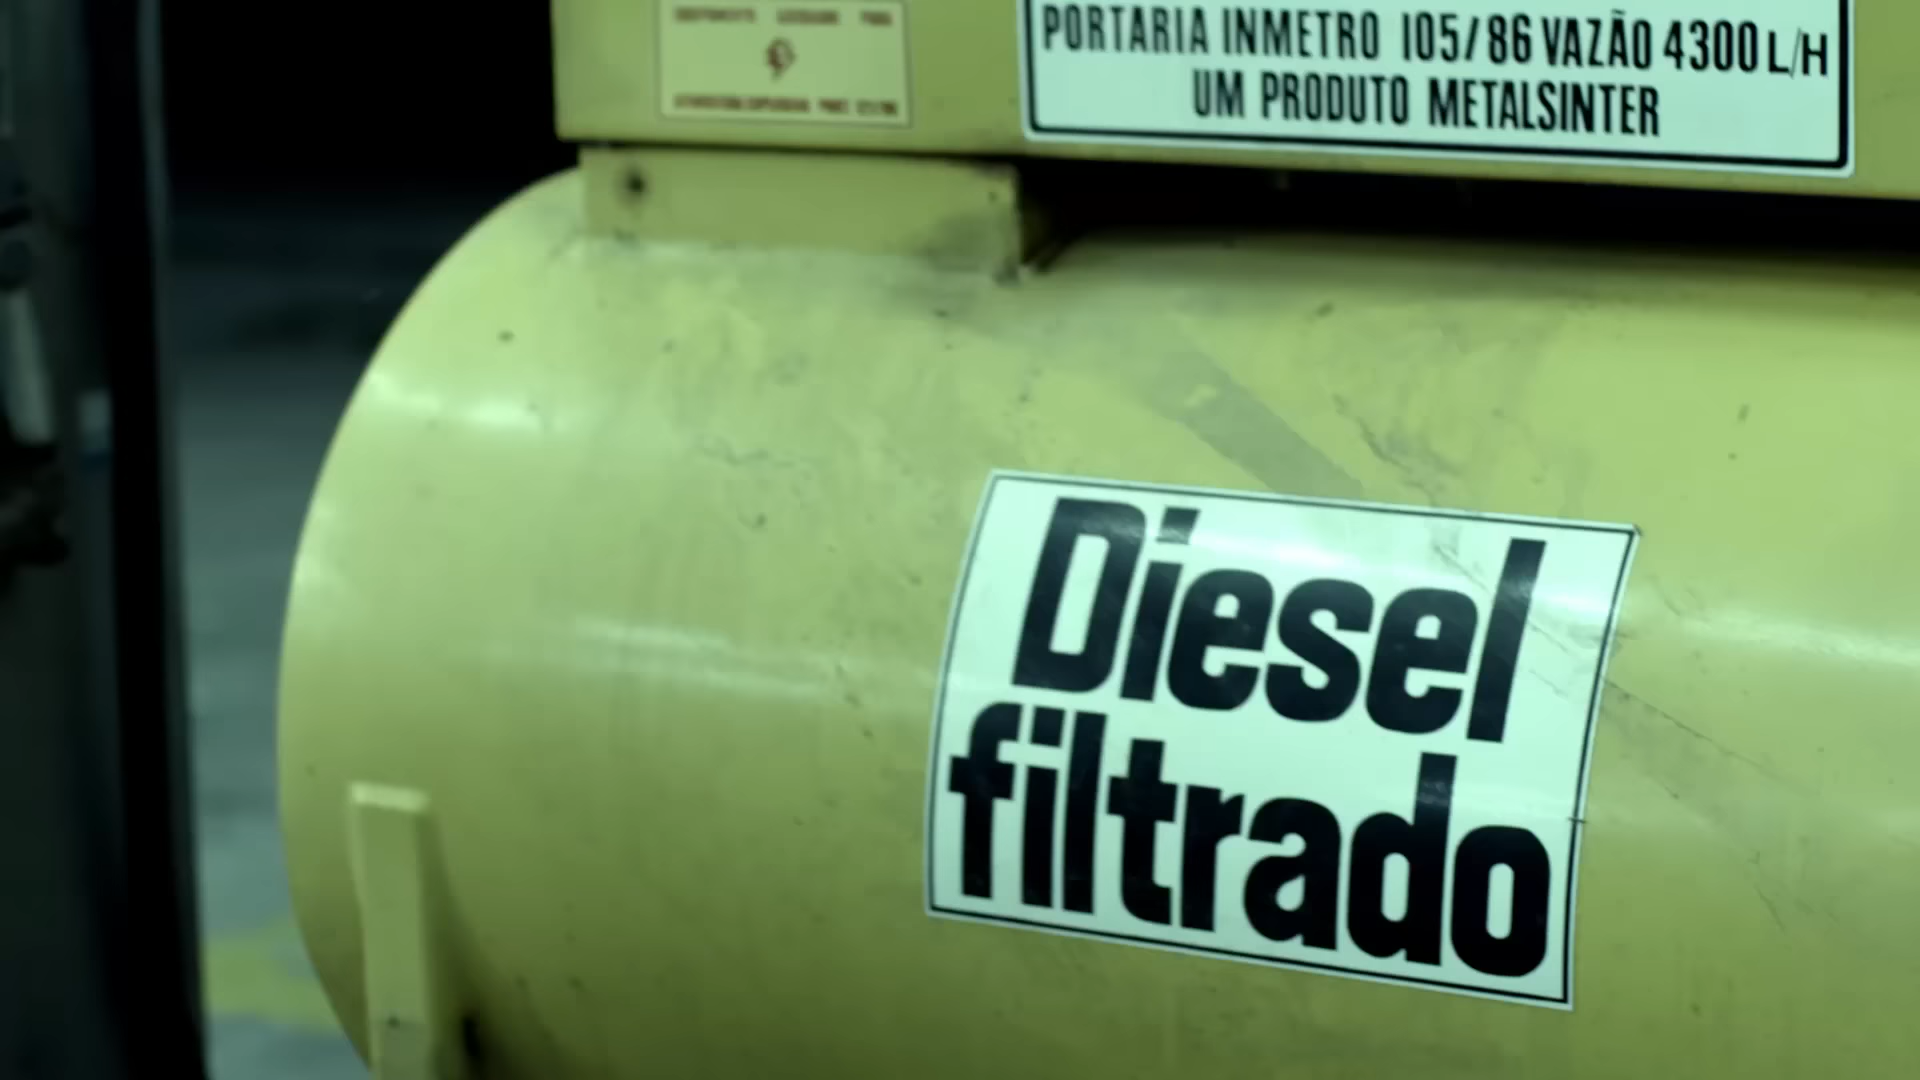 PORTARIA INMETRO 105/86 VAZÃO 4300 L/H
UM PRODUTO METALSINTER
Diesel
filtrado